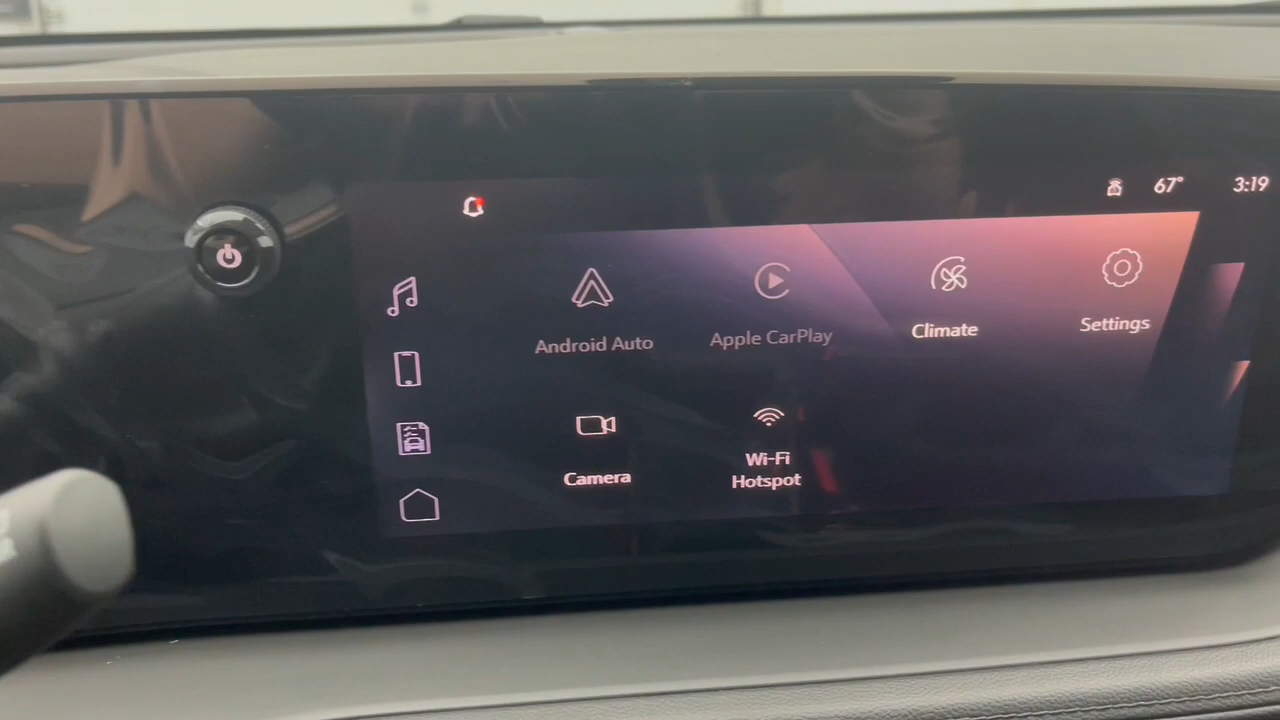 67°
3:19
Android Auto
Apple CarPlay
Climate
Settings
Camera
Wi-Fi
Hotspot